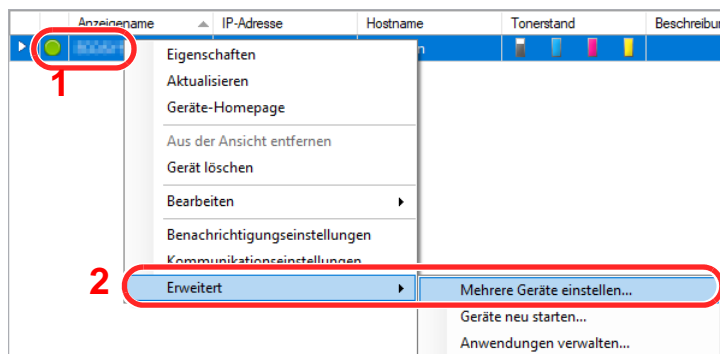 Anzeigename IP-Adresse Hostname Tonerstand
1
Eigenschaften
Aktualisieren
Geräte-Homepage
Aus der Ansicht entfernen
Gerät löschen
Bearbeiten
Benachrichtigungseinstellungen
Kommunikationseinstellungen
2 Erweitert Mehrere Geräte einstellen...
Geräte neu starten...
Anwendungen verwalten...